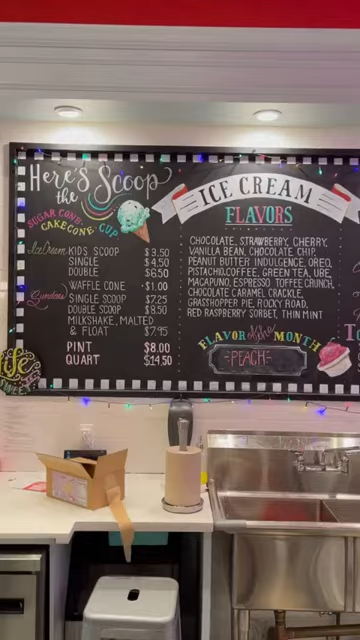 Here's the Scoop
SUGAR CONE·
CAKE CONE· CUP
Ice Cream KIDS SCOOP $3.50
SINGLE $4.50
DOUBLE $6.50
WAFFLE CONE +1.00
Sundaes SINGLE SCOOP $7.25
DOUBLE SCOOP $8.50
MILKSHAKE, MALTED
& FLOAT $7.95
PINT $8.00
QUART $14.50
ICE CREAM
FLAVORS
CHOCOLATE, STRAWBERRY, CHERRY,
VANILLA BEAN, CHOCOLATE CHIP,
PEANUT BUTTER INDULGENCE, OREO,
PISTACHIO, COFFEE, GREEN TEA, UBE,
MACAPUNO, ESPRESSO TOFFEE CRUNCH,
CHOCOLATE CARAMEL CRACKLE,
GRASSHOPPER PIE, ROCKY ROAD,
RED RASPBERRY SORBET, THIN MINT
FLAVOR of the MONTH
-PEACH-